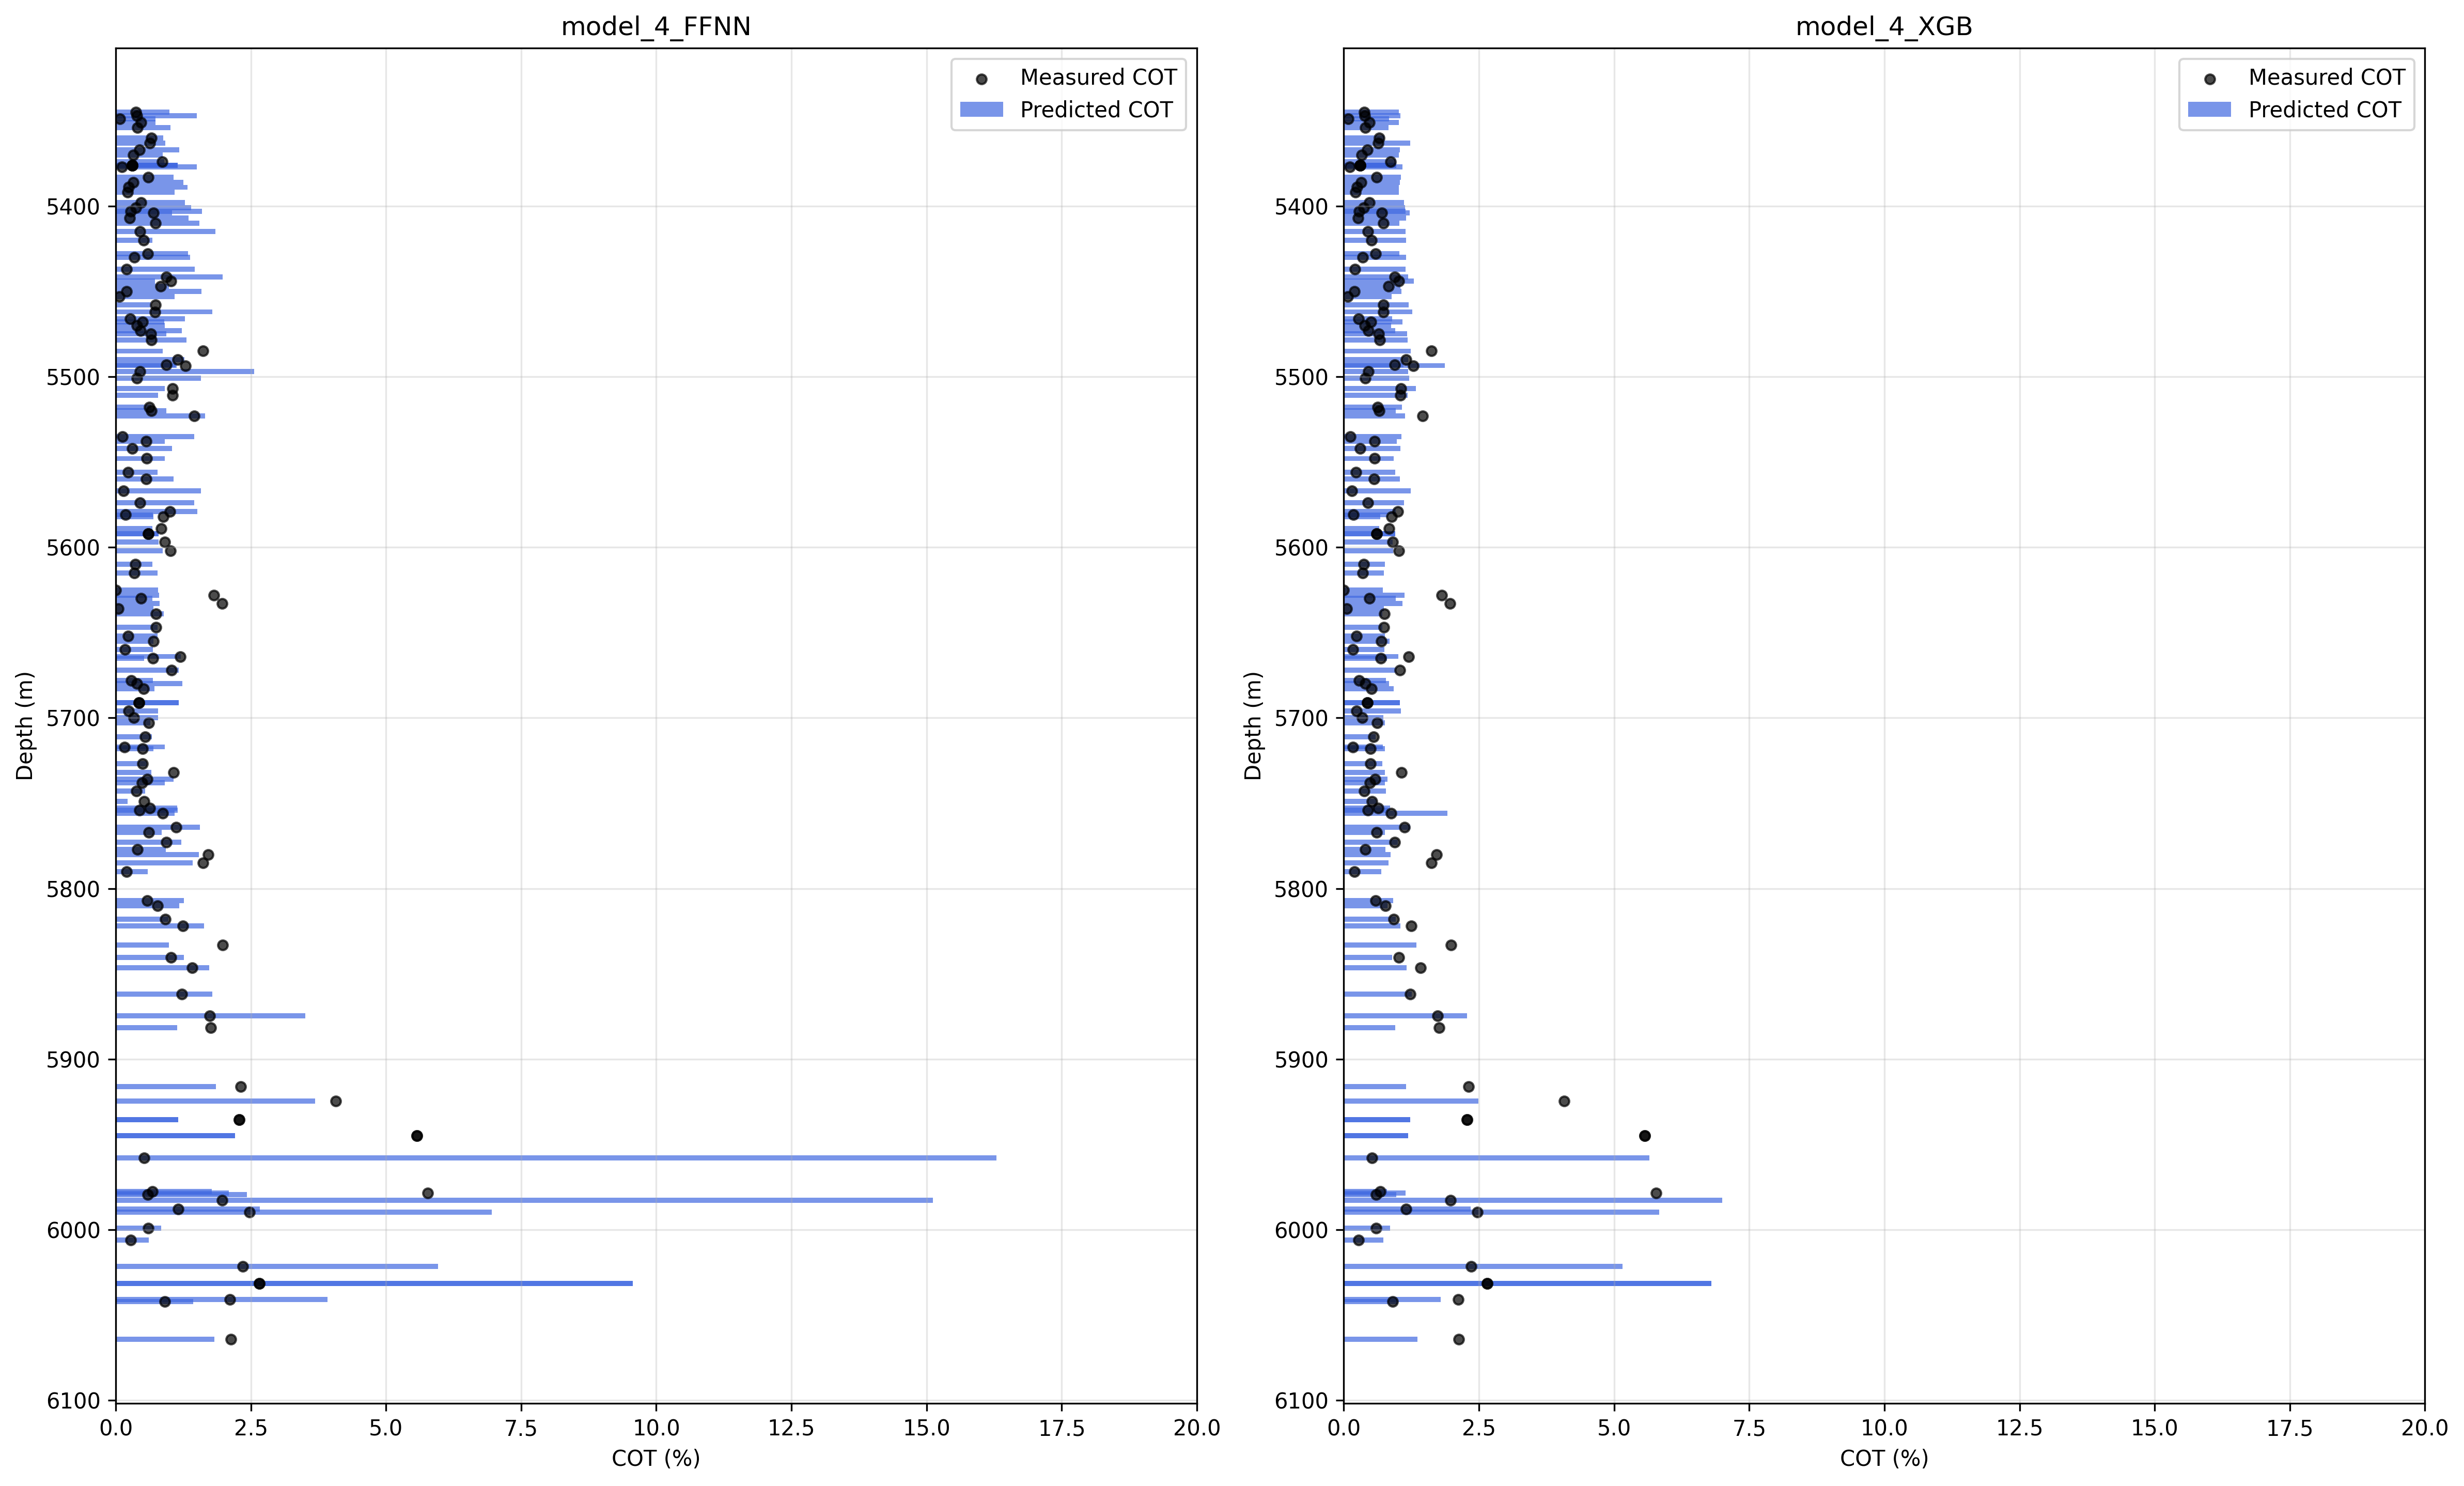 model_4_FFNN
Measured COT
Predicted COT
5400
5500
5600
5700
5800
5900
6000
6100
Depth (m)
0.0 2.5 5.0 7.5 10.0 12.5 15.0 17.5 20.0
COT (%)
model_4_XGB
Measured COT
Predicted COT
5400
5500
5600
5700
5800
5900
6000
6100
Depth (m)
0.0 2.5 5.0 7.5 10.0 12.5 15.0 17.5 20.0
COT (%)